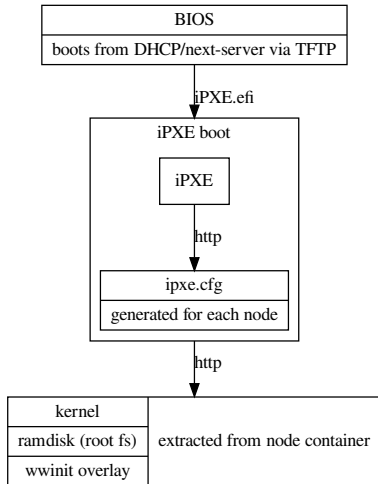 BIOS
boots from DHCP/next-server via TFTP
iPXE.efi
iPXE boot
iPXE
http
ipxe.cfg
generated for each node
http
kernel
ramdisk (root fs)
wwinit overlay
extracted from node container